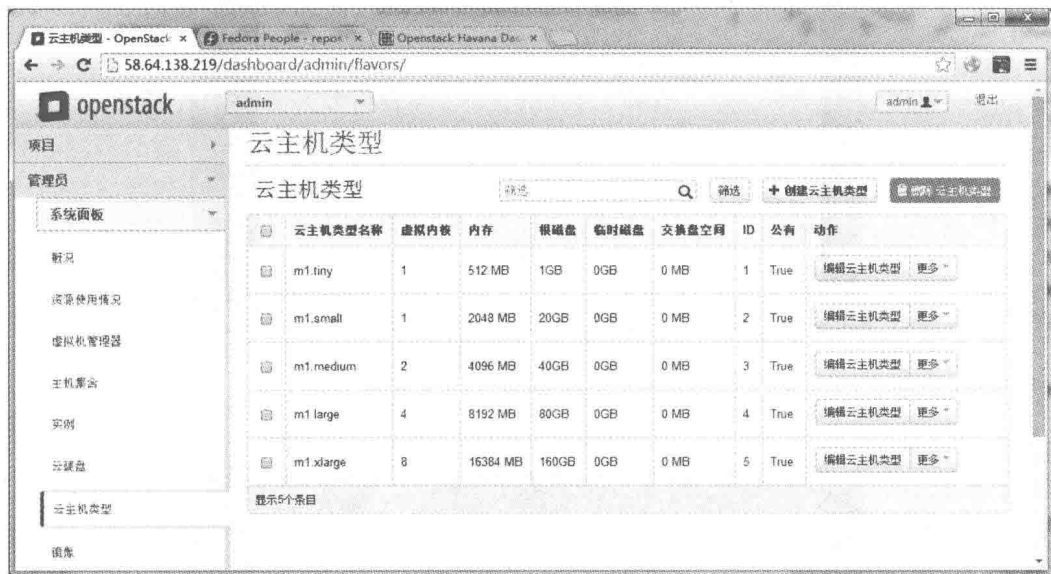 云主机类型 - OpenStack
Fedora People - repos
Openstack Havana Das
58.64.138.219/dashboard/admin/flavors/
openstack
admin
admin
退出
项目
管理员
系统面板
概况
资源使用情况
虚拟机管理器
主机集合
实例
云硬盘
云主机类型
镜像
云主机类型
云主机类型
筛选
筛选
+ 创建云主机类型
删除云主机类型
云主机类型名称 虚拟内核 内存 根磁盘 临时磁盘 交换盘空间 ID 公有 动作
m1.tiny 1 512 MB 1GB 0GB 0 MB 1 True 编辑云主机类型 更多
m1.small 1 2048 MB 20GB 0GB 0 MB 2 True 编辑云主机类型 更多
m1.medium 2 4096 MB 40GB 0GB 0 MB 3 True 编辑云主机类型 更多
m1.large 4 8192 MB 80GB 0GB 0 MB 4 True 编辑云主机类型 更多
m1.xlarge 8 16384 MB 160GB 0GB 0 MB 5 True 编辑云主机类型 更多
显示5个条目